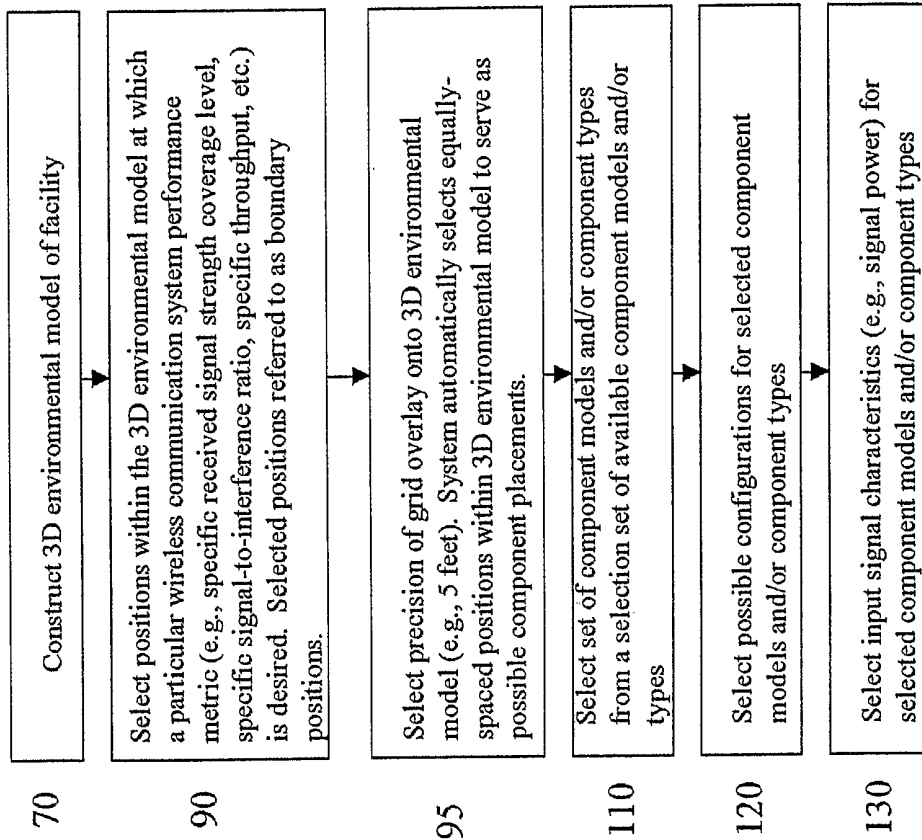 70
Construct 3D environmental model of facility
90
Select positions within the 3D environmental model at which
a particular wireless communication system performance
metric (e.g., specific received signal strength coverage level,
specific signal-to-interference ratio, specific throughput, etc.)
is desired. Selected positions referred to as boundary
positions.
95
Select precision of grid overlay onto 3D environmental
model (e.g., 5 feet). System automatically selects equally-
spaced positions within 3D environmental model to serve as
possible component placements.
110
Select set of component models and/or component types
from a selection set of available component models and/or
types
120
Select possible configurations for selected component
models and/or component types
130
Select input signal characteristics (e.g., signal power) for
selected component models and/or component types